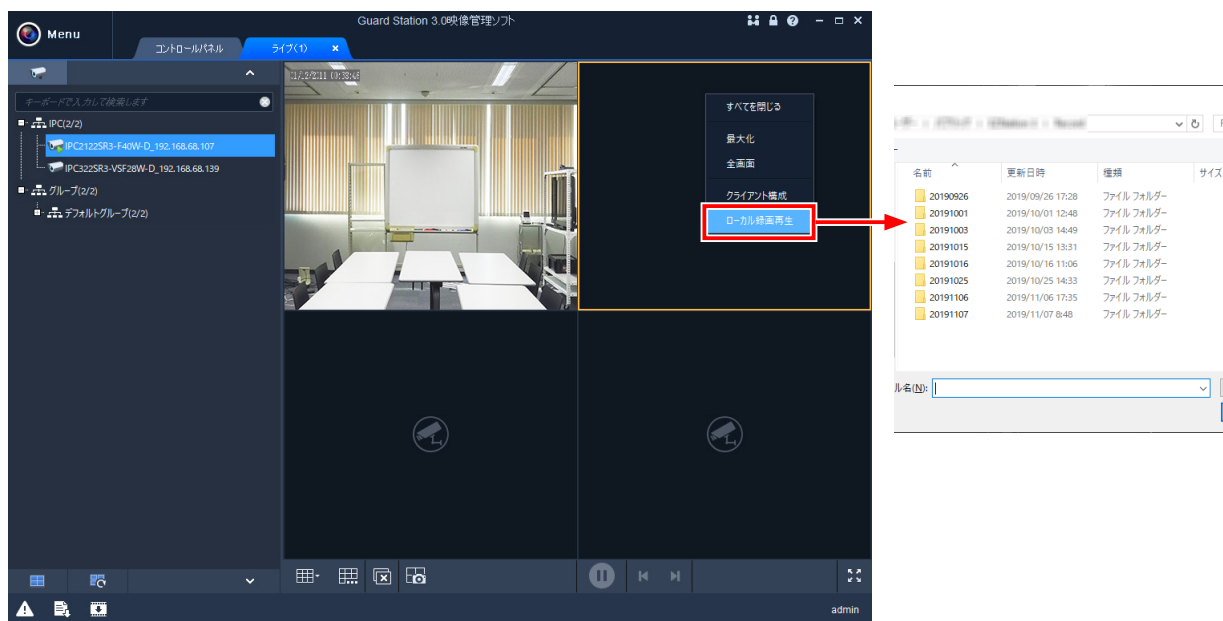 Guard Station 3.0映像管理ソフト
Menu
コントロールパネル
ライブ(1)
キーボードで入力して検索します
IPC(2/2)
IPC2122SR3-F40W-D_192.168.68.107
IPC322SR3-VSF28W-D_192.168.68.139
グループ(2/2)
デフォルトグループ(2/2)
すべてを閉じる
最大化
全画面
クライアント構成
ローカル録画再生
admin
名前 更新日時 種類 サイズ
20190926 2019/09/26 17:28 ファイル フォルダー
20191001 2019/10/01 12:48 ファイル フォルダー
20191003 2019/10/03 14:49 ファイル フォルダー
20191015 2019/10/15 13:31 ファイル フォルダー
20191016 2019/10/16 11:06 ファイル フォルダー
20191025 2019/10/25 14:33 ファイル フォルダー
20191106 2019/11/06 17:35 ファイル フォルダー
20191107 2019/11/07 8:48 ファイル フォルダー
ル名(N):